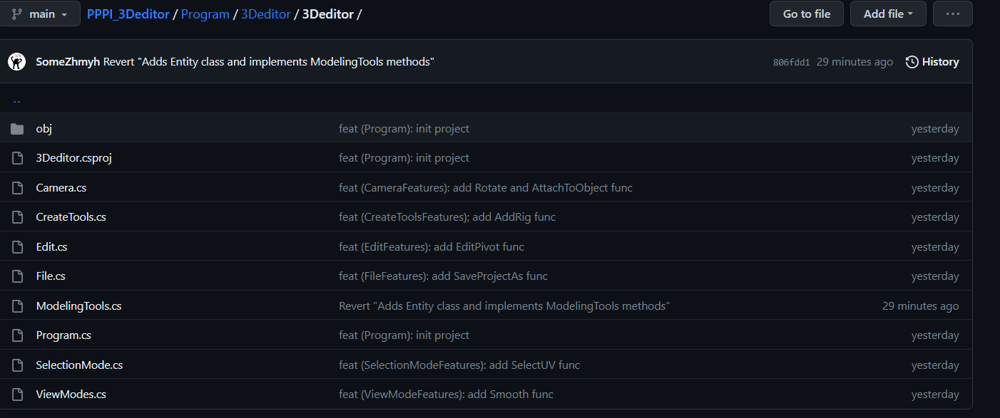 main PPPI_3Deditor / Program / 3Deditor / 3Deditor / Go to file Add file ...
SomeZhmyh Revert "Adds Entity class and implements ModelingTools methods" 806fdd1 29 minutes ago History
..
obj feat (Program): init project yesterday
3Deditor.csproj feat (Program): init project yesterday
Camera.cs feat (CameraFeatures): add Rotate and AttachToObject func yesterday
CreateTools.cs feat (CreateToolsFeatures); add AddRig func yesterday
Edit.cs feat (EditFeatures): add EditPivot func yesterday
File.cs feat (FileFeatures): add SaveProjectAs func yesterday
ModelingTools.cs Revert "Adds Entity class and implements ModelingTools methods" 29 minutes ago
Program.cs feat (Program): init project yesterday
SelectionMode.cs feat (SelectionModeFeatures): add SelectUV func yesterday
ViewModes.cs feat (ViewModeFeatures): add Smooth func yesterday